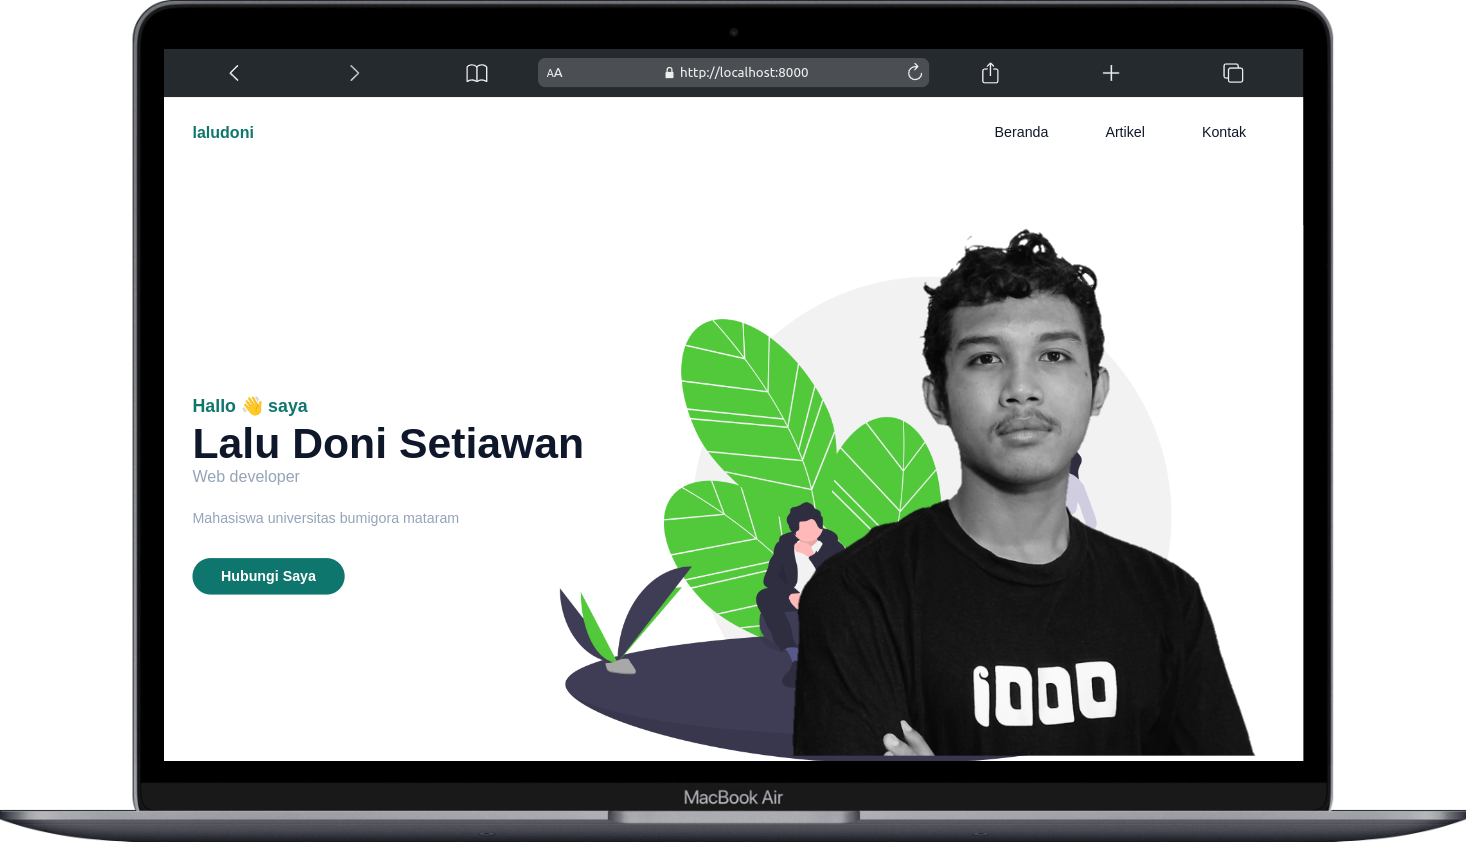 AA http://localhost:8000
laludoni Beranda Artikel Kontak
Hallo 👋 saya
Lalu Doni Setiawan
Web developer
Mahasiswa universitas bumigora mataram
Hubungi Saya
iooo
MacBook Air